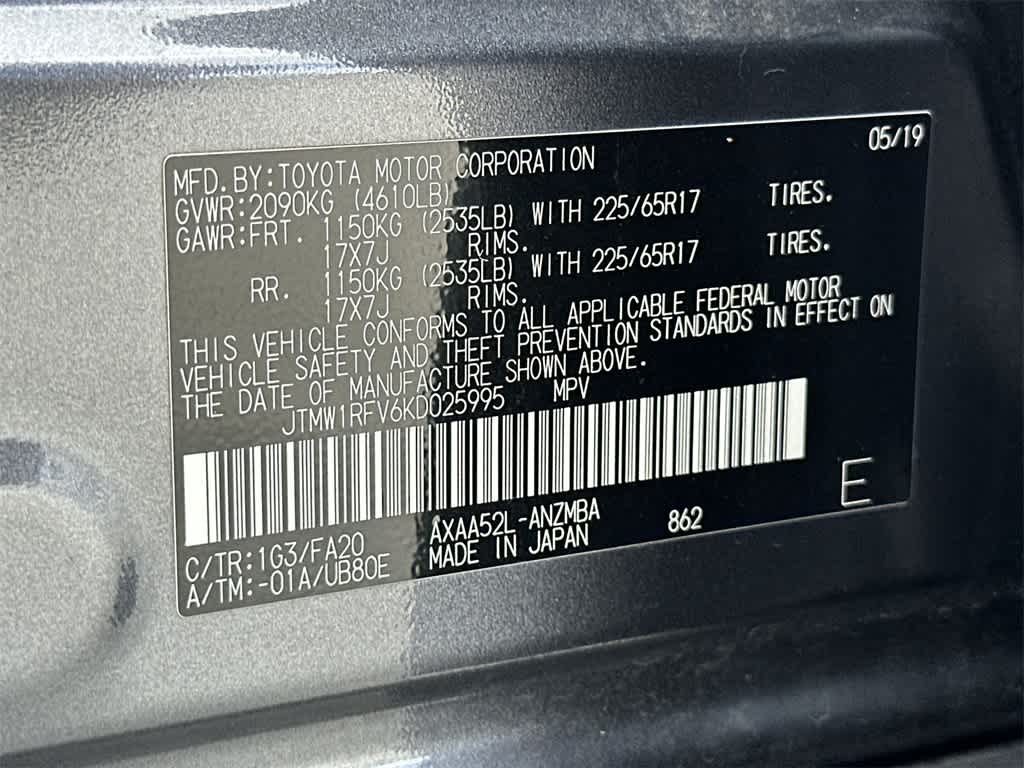 05/19
MFD.BY:TOYOTA MOTOR CORPORATION
GVWR:2090KG (4610LB)
GAWR:FRT. 1150KG (2535LB) WITH 225/65R17 TIRES.
17X7J RIMS.
RR. 1150KG (2535LB) WITH 225/65R17 TIRES.
17X7J RIMS.
THIS VEHICLE CONFORMS TO ALL APPLICABLE FEDERAL MOTOR
VEHICLE SAFETY AND THEFT PREVENTION STANDARDS IN EFFECT ON
THE DATE OF MANUFACTURE SHOWN ABOVE.
JTMW1RFV6KD025995 MPV
E
C/TR:1G3/FA20 AXAA52L-ANZMBA 862
A/TM:-01A/UB80E MADE IN JAPAN